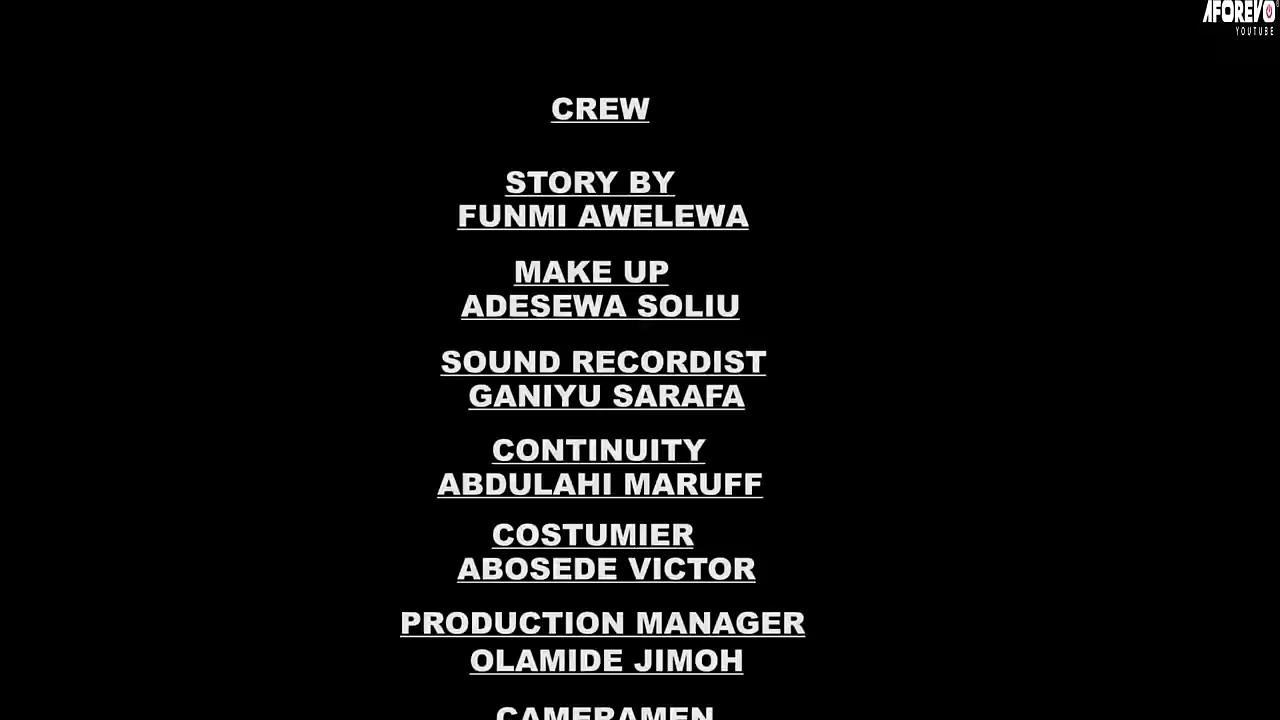 AFOREVO
YOUTUBE
CREW
STORY BY
FUNMI AWELEWA
MAKE UP
ADESEWA SOLIU
SOUND RECORDIST
GANIYU SARAFA
CONTINUITY
ABDULAHI MARUFF
COSTUMIER
ABOSEDE VICTOR
PRODUCTION MANAGER
OLAMIDE JIMOH
CAMERAMEN